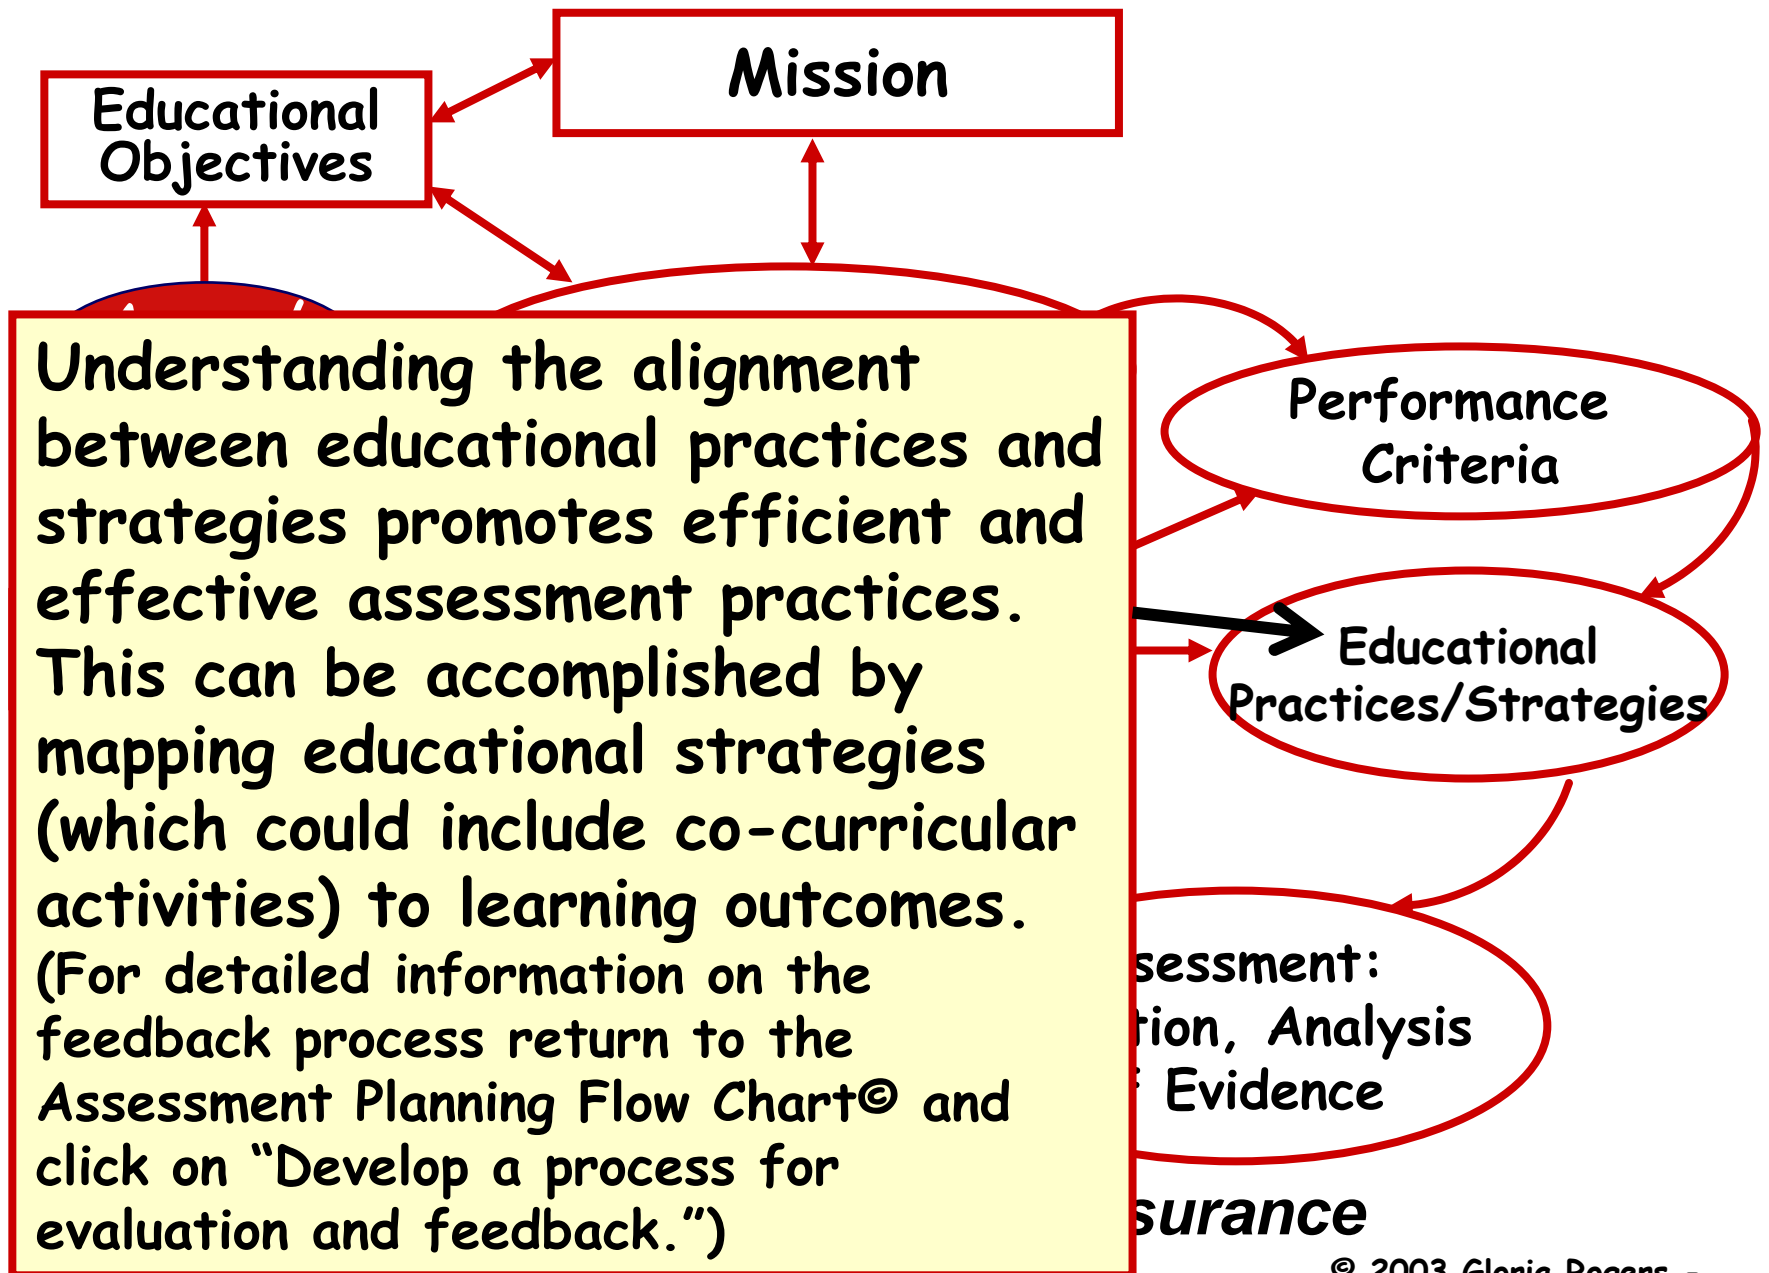 Mission
Educational
Objectives
Understanding the alignment
between educational practices and
strategies promotes efficient and
effective assessment practices.
This can be accomplished by
mapping educational strategies
(which could include co-curricular
activities) to learning outcomes.
(For detailed information on the
feedback process return to the
Assessment Planning Flow Chart© and
click on “Develop a process for
evaluation and feedback.”)
Performance
Criteria
Educational
Practices/Strategies
sessment:
tion, Analysis
Evidence
surance
© 2003 Gloria Rogers -